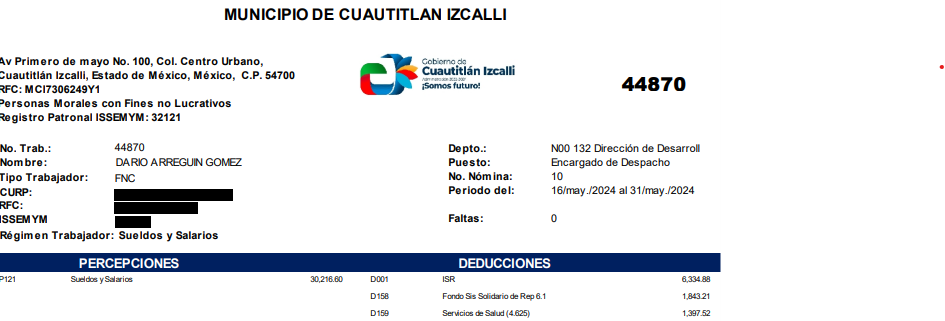 MUNICIPIO DE CUAUTITLAN IZCALLI
Av Primero de mayo No. 100, Col. Centro Urbano,
Cuautitlán Izcalli, Estado de México, México, C.P. 54700
RFC: MCI7306249Y1
Personas Morales con Fines no Lucrativos
Registro Patronal ISSEMYM: 32121
Gobierno de
Cuautitlán Izcalli
¡Somos futuro!
44870
No. Trab.: 44870
Nombre: DARIO ARREGUIN GOMEZ
Tipo Trabajador: FNC
CURP:
RFC:
ISSEMYM
Régimen Trabajador: Sueldos y Salarios
Depto.: N00 132 Dirección de Desarroll
Puesto: Encargado de Despacho
No. Nómina: 10
Periodo del: 16/may./2024 al 31/may./2024
Faltas: 0
PERCEPCIONES DEDUCCIONES
P121 Sueldos y Salarios 30,216.60 D001 ISR 6,334.88
D158 Fondo Sis Solidario de Rep 6.1 1,843.21
D159 Servicios de Salud (4.625) 1,397.52